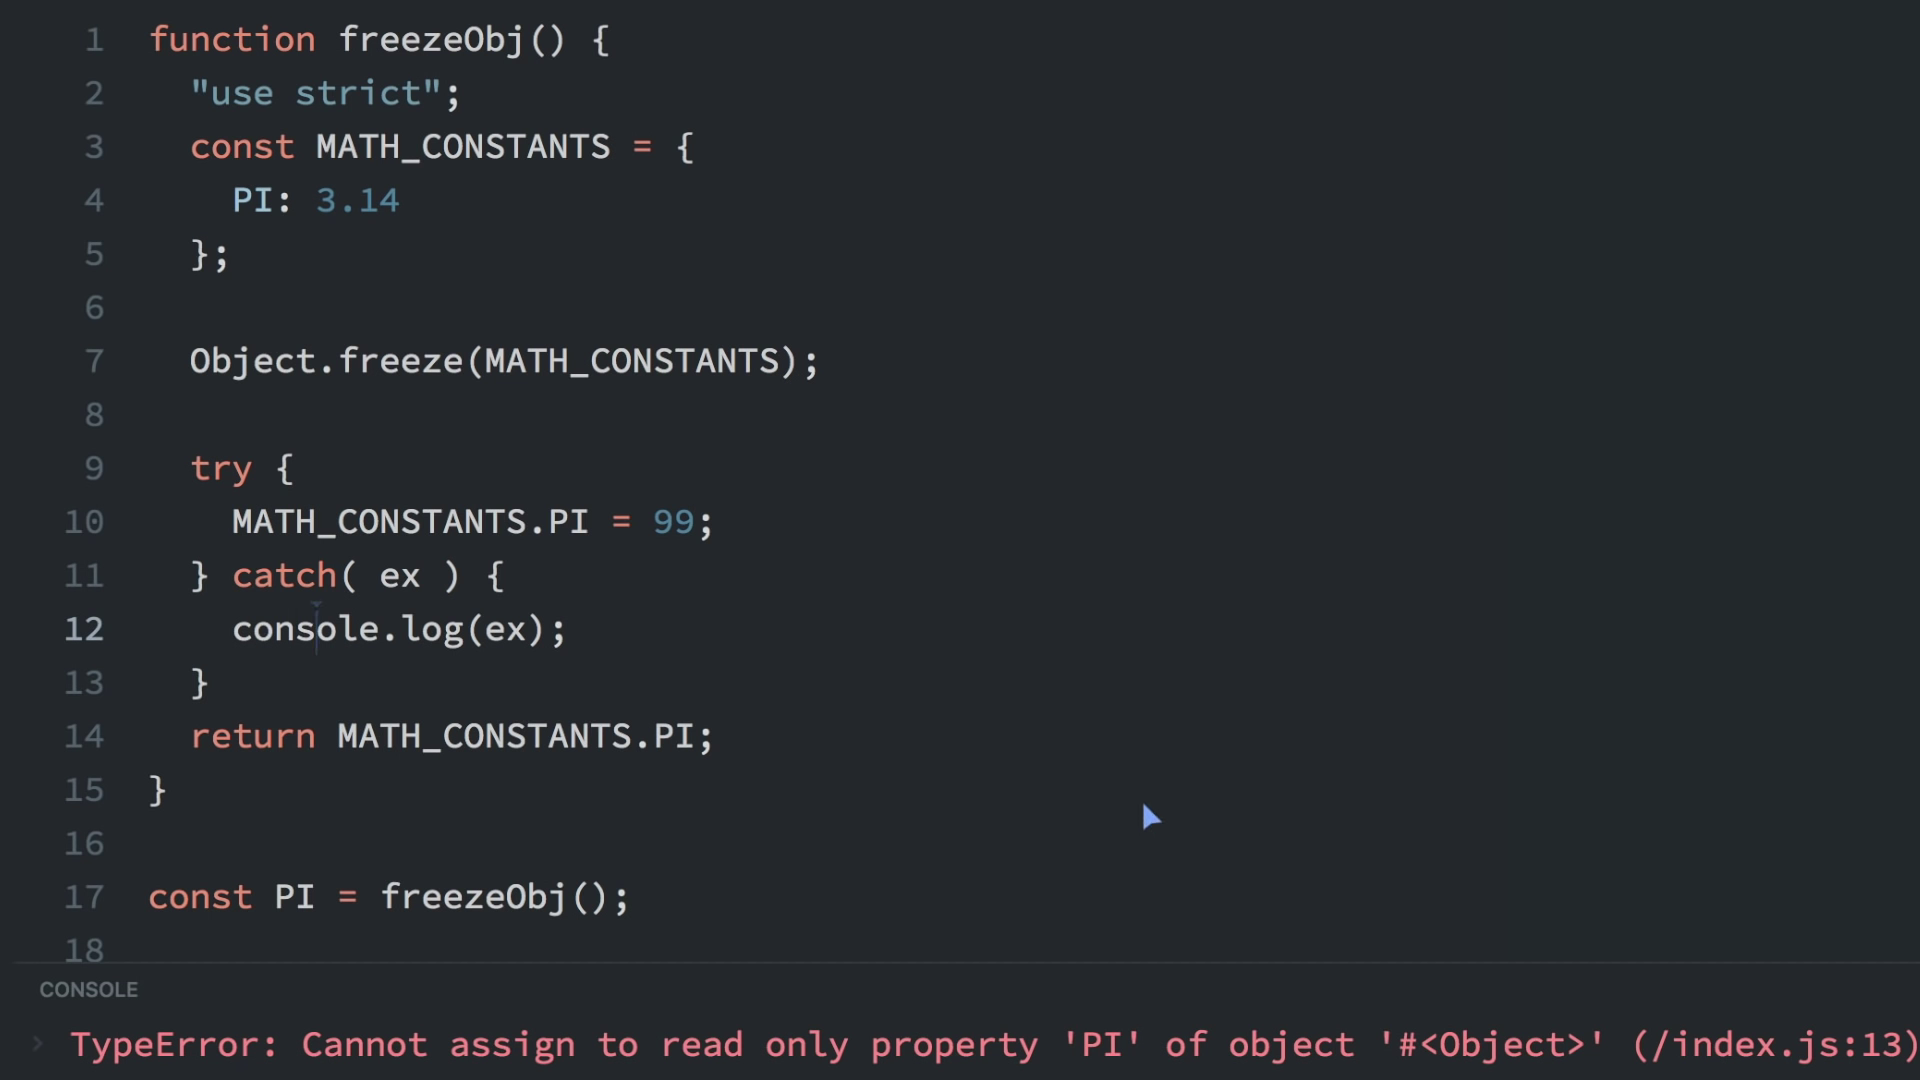 1 function freezeObj() {
2 "use strict";
3 const MATH_CONSTANTS = {
4 PI: 3.14
5 };
6
7 Object.freeze(MATH_CONSTANTS);
8
9 try {
10 MATH_CONSTANTS.PI = 99;
11 } catch( ex ) {
12 console.log(ex);
13 }
14 return MATH_CONSTANTS.PI;
15 }
16
17 const PI = freezeObj();
18
CONSOLE
› TypeError: Cannot assign to read only property 'PI' of object '#<Object>' (/index.js:13)